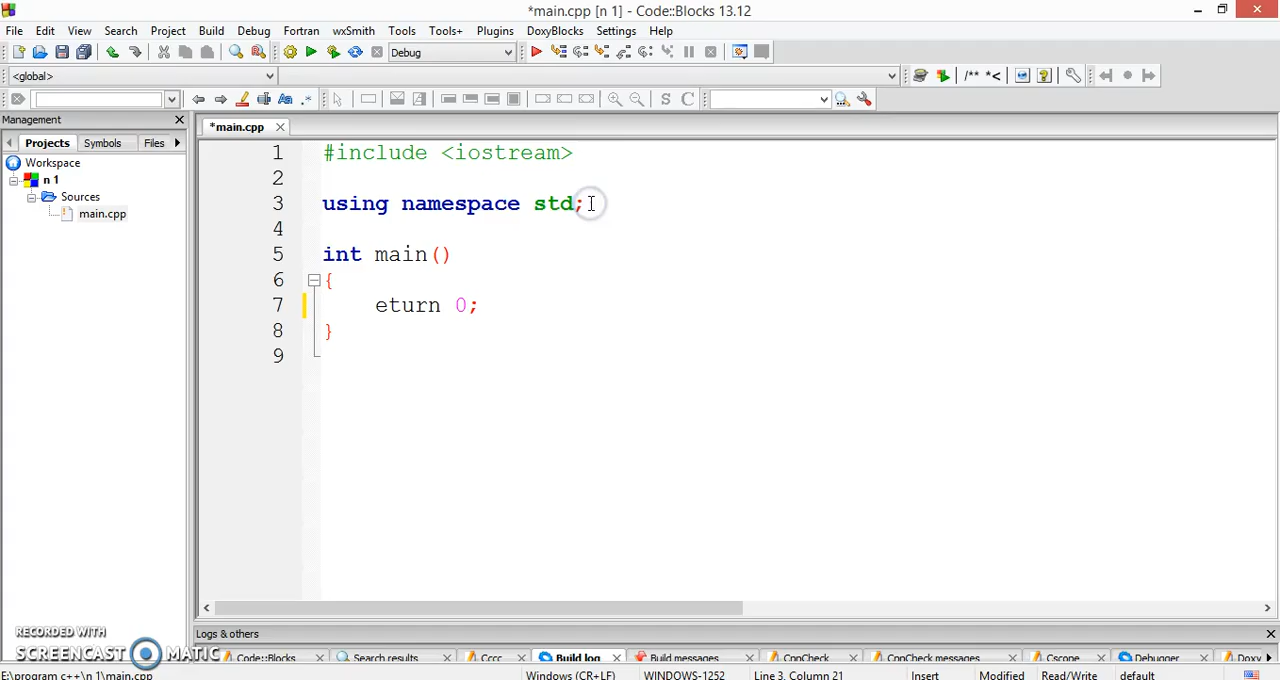 *main.cpp [n 1] - Code::Blocks 13.12
File Edit View Search Project Build Debug Fortran wxSmith Tools Tools+ Plugins DoxyBlocks Settings Help
Debug
<global>
/** *<
S C
Management
*main.cpp
Projects Symbols Files
Workspace
n 1
Sources
main.cpp
1 #include <iostream>
2
3 using namespace std;
4
5 int main()
6 {
7 eturn 0;
8 }
9
RECORDED WITH
SCREENCAST MATIC
Logs & others
Code::Blocks Search results Cccc Build log Build messages CppCheck CppCheck messages Cscope Debugger Doxy
E:\program c++\n 1\main.cpp Windows (CR+LF) WINDOWS-1252 Line 3, Column 21 Insert Modified Read/Write default